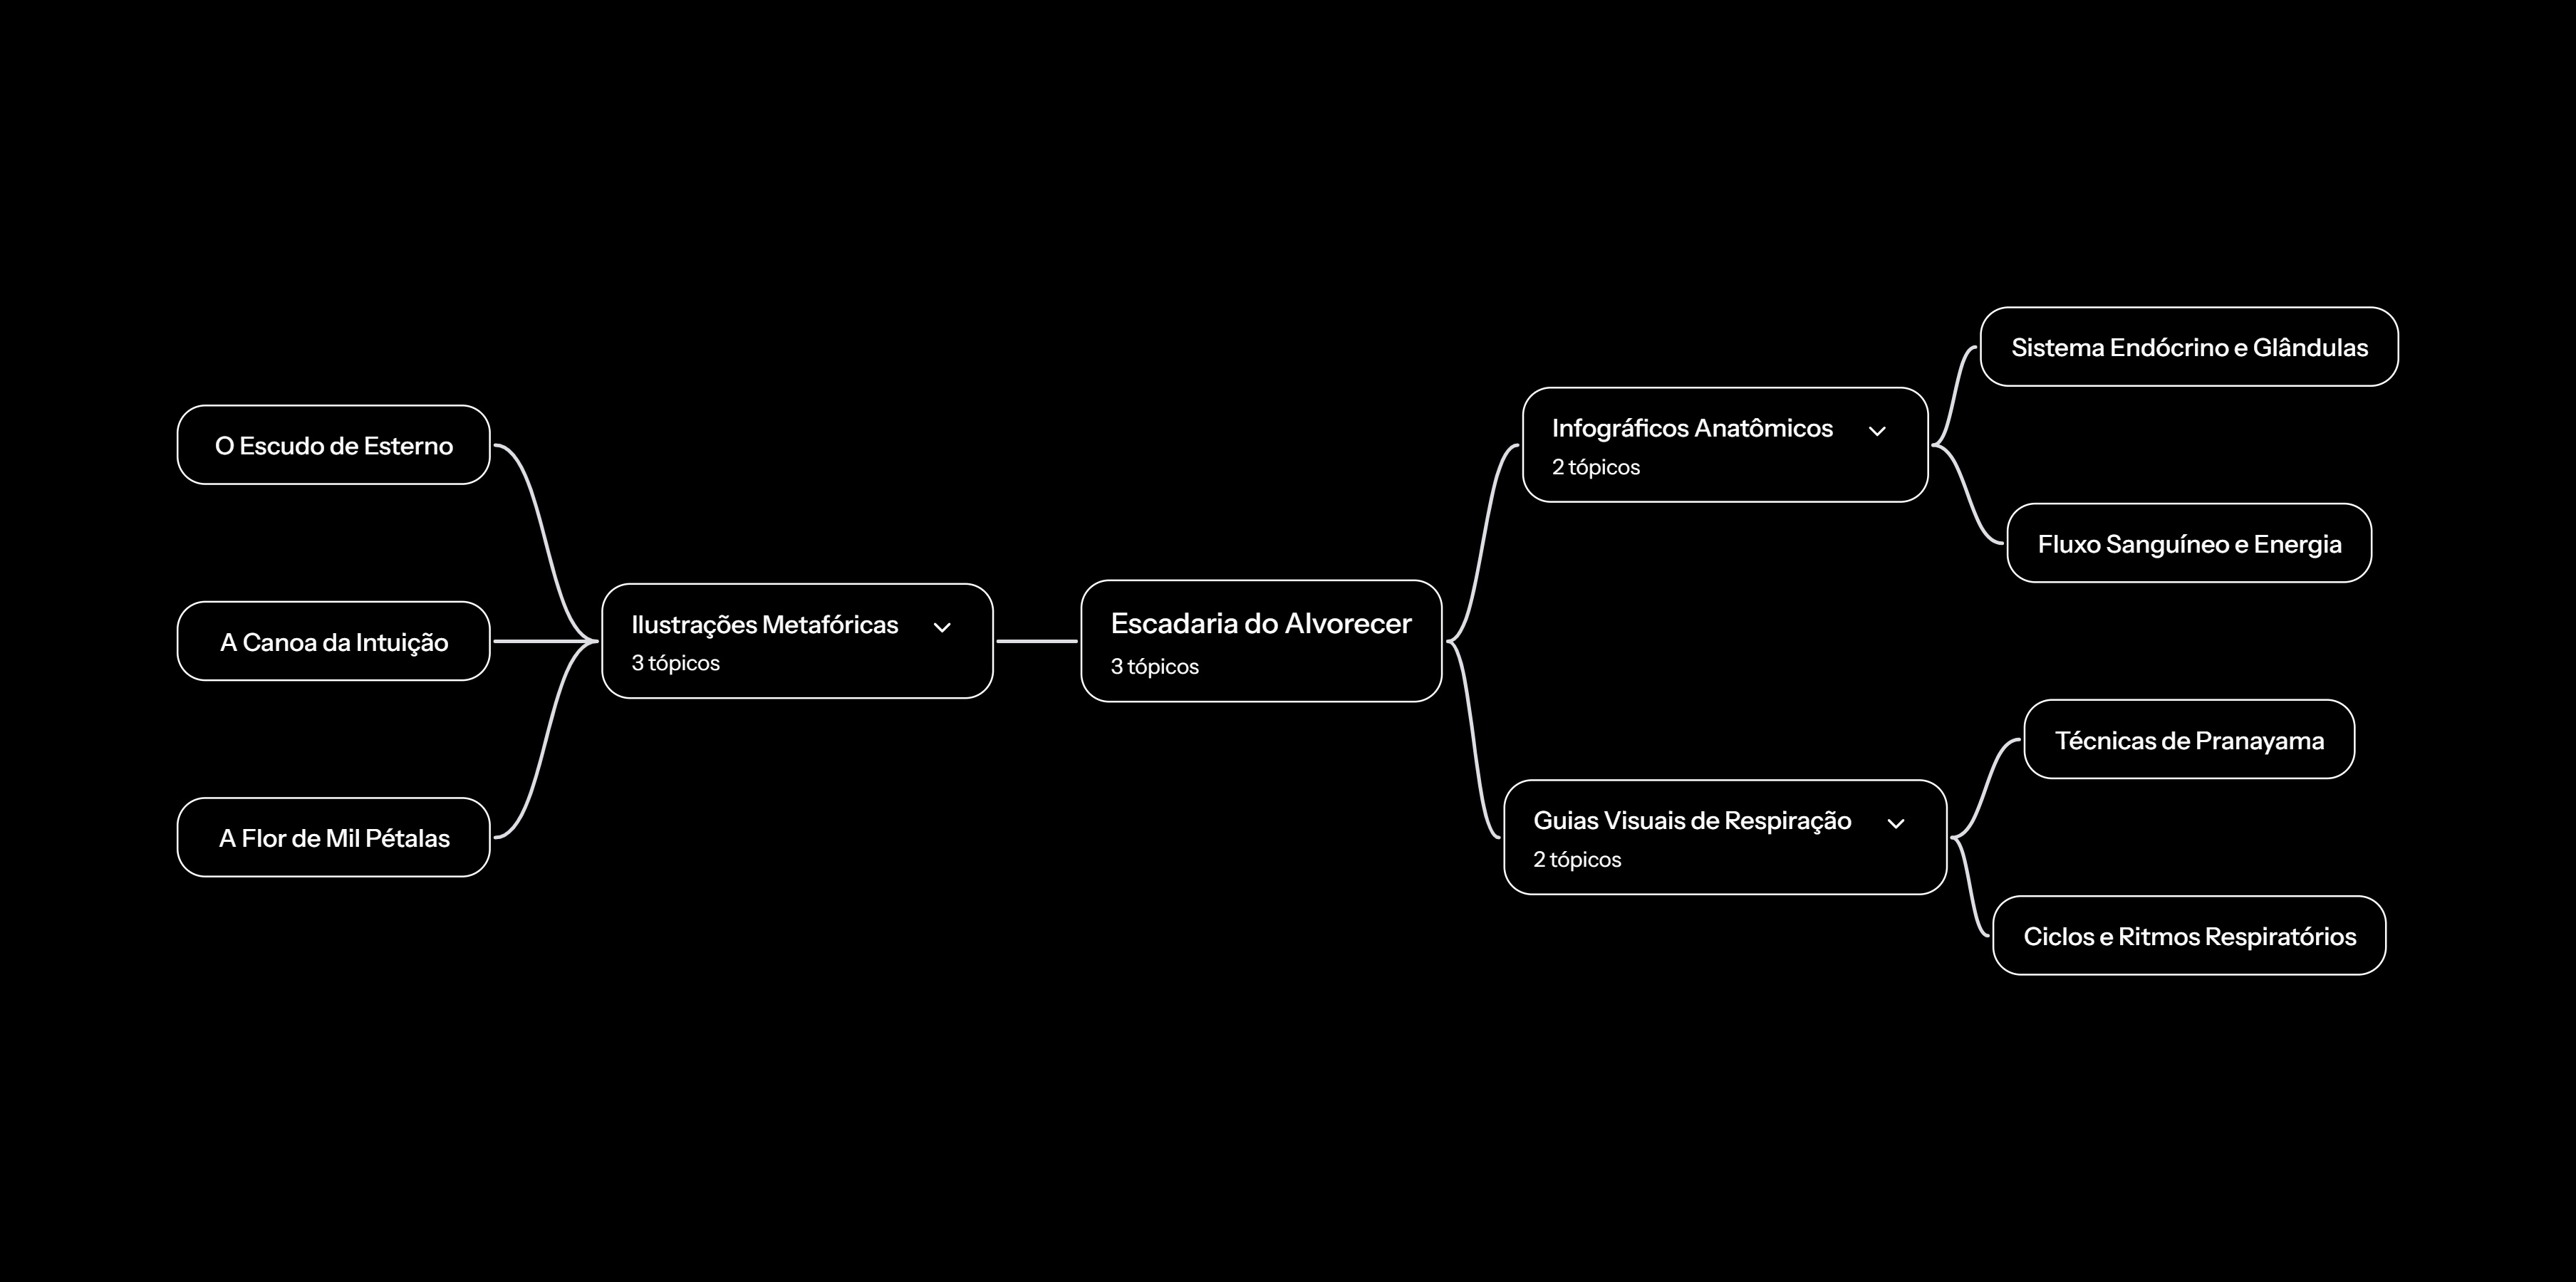 O Escudo de Esterno
A Canoa da Intuição
A Flor de Mil Pétalas
Ilustrações Metafóricas
3 tópicos
Escadaria do Alvorecer
3 tópicos
Infográficos Anatômicos
2 tópicos
Sistema Endócrino e Glândulas
Fluxo Sanguíneo e Energia
Guias Visuais de Respiração
2 tópicos
Técnicas de Pranayama
Ciclos e Ritmos Respiratórios